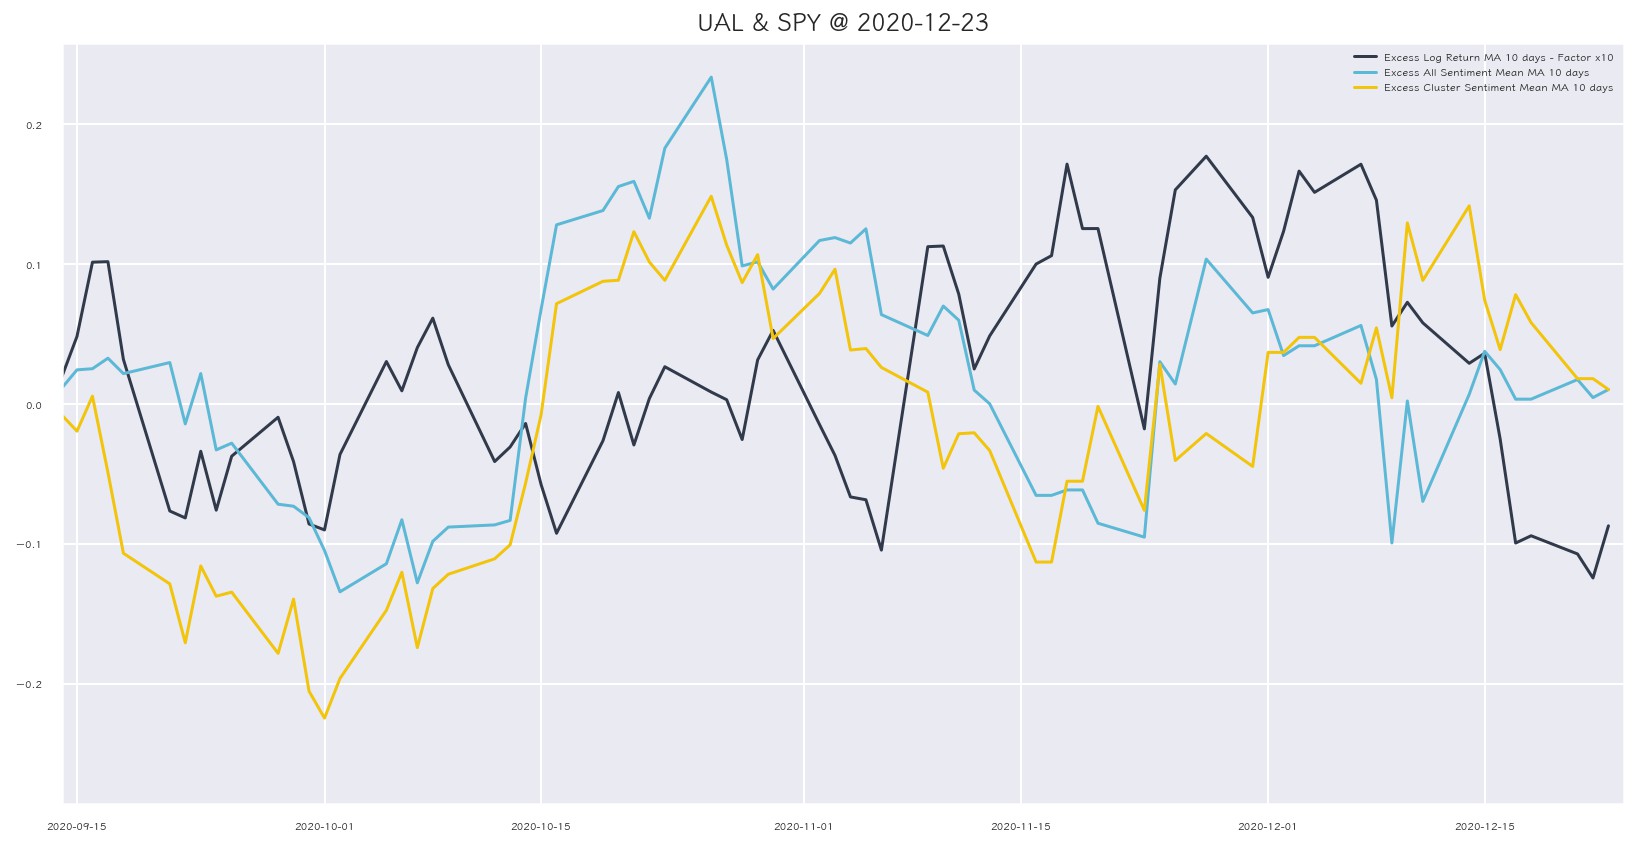 UAL & SPY @ 2020-12-23
Excess Log Return MA 10 days - Factor x10
Excess All Sentiment Mean MA 10 days
Excess Cluster Sentiment Mean MA 10 days
0.2
0.1
0.0
−0.1
−0.2
2020-09-15 2020-10-01 2020-10-15 2020-11-01 2020-11-15 2020-12-01 2020-12-15